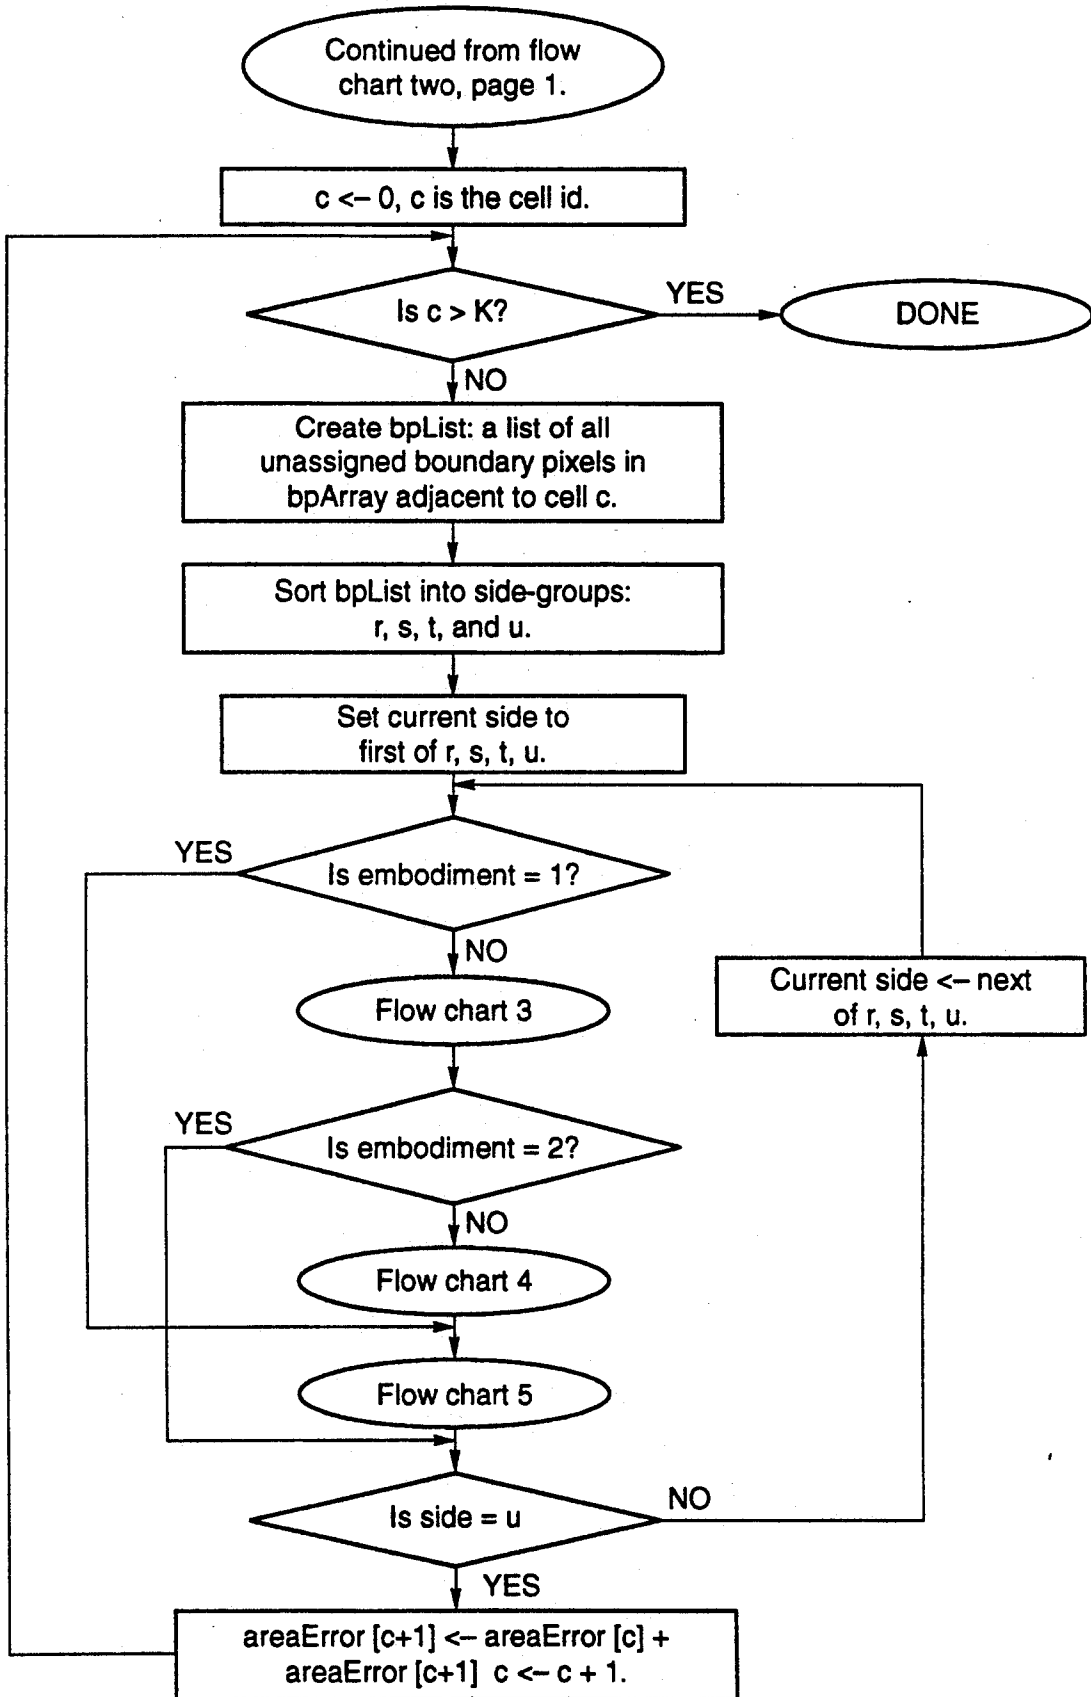 Continued from flow
chart two, page 1.
c <– 0, c is the cell id.
Is c > K?
YES
DONE
NO
Create bpList: a list of all
unassigned boundary pixels in
bpArray adjacent to cell c.
Sort bpList into side-groups:
r, s, t, and u.
Set current side to
first of r, s, t, u.
YES
Is embodiment = 1?
NO
Flow chart 3
Current side <– next
of r, s, t, u.
YES
Is embodiment = 2?
NO
Flow chart 4
Flow chart 5
Is side = u
NO
YES
areaError [c+1] <– areaError [c] +
areaError [c+1] c <– c + 1.